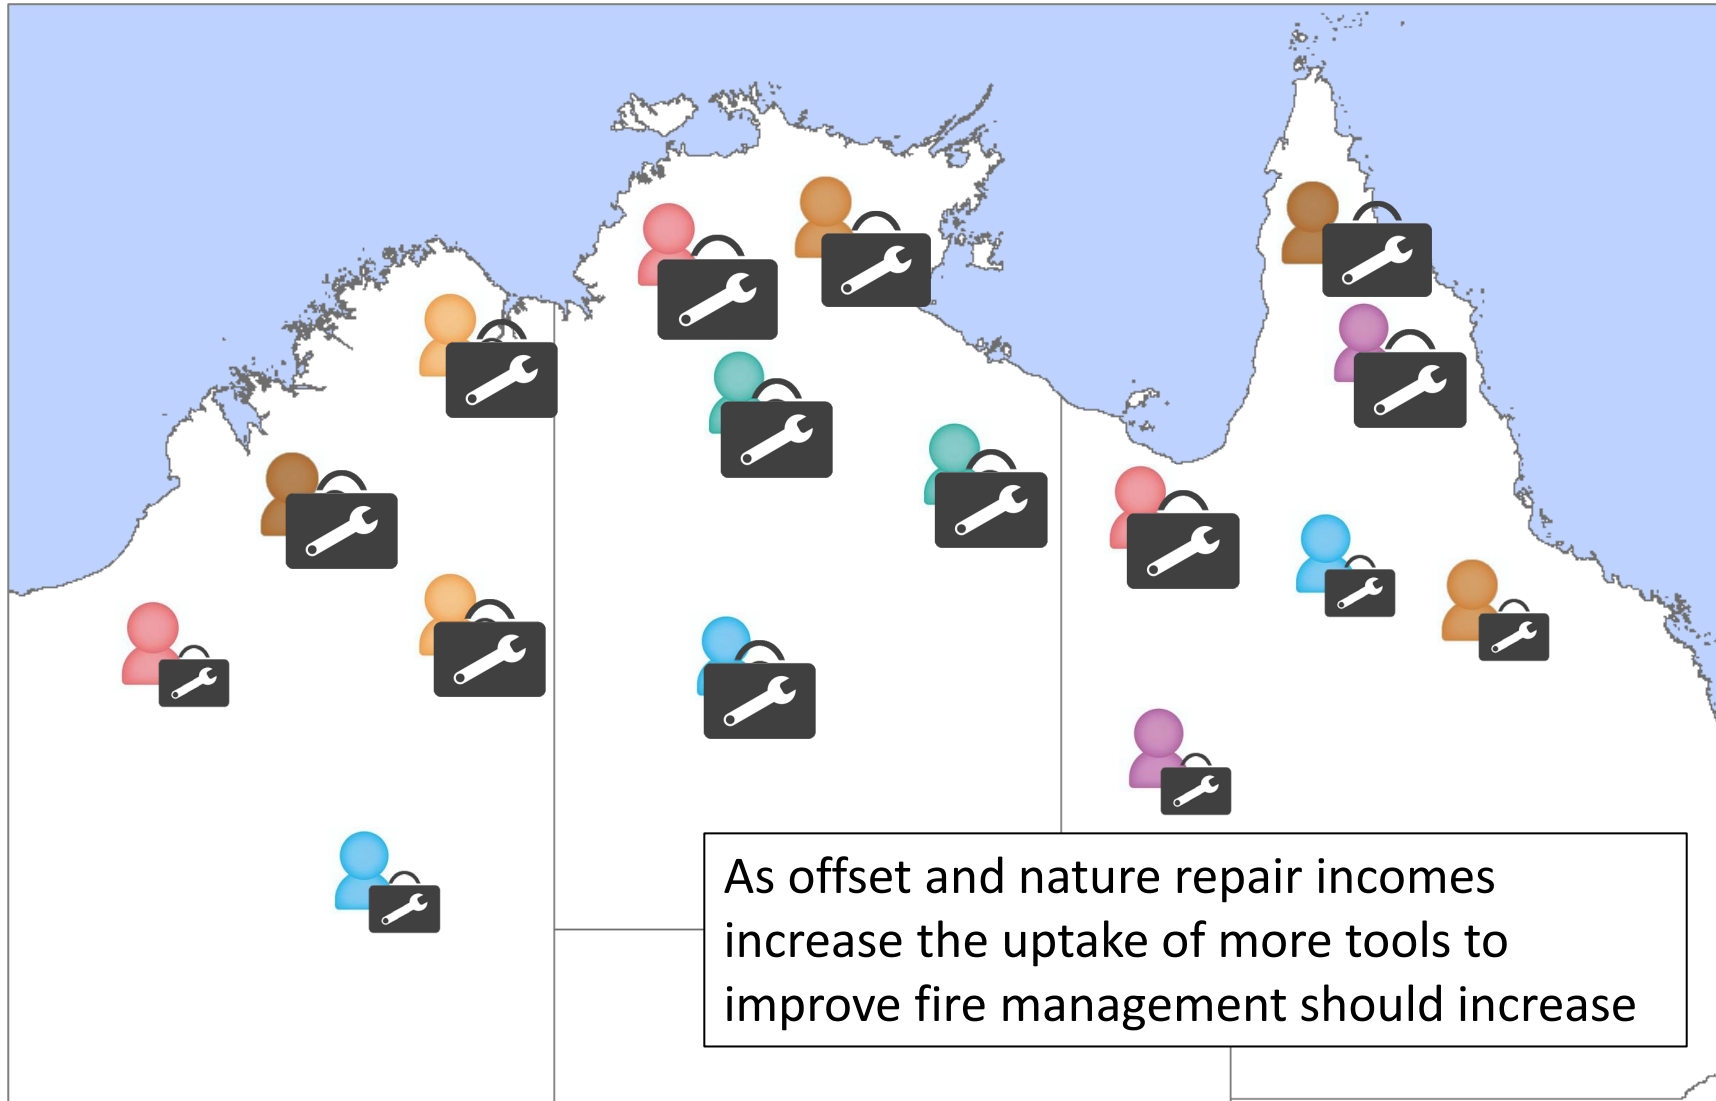 As offset and nature repair incomes
increase the uptake of more tools to
improve fire management should increase